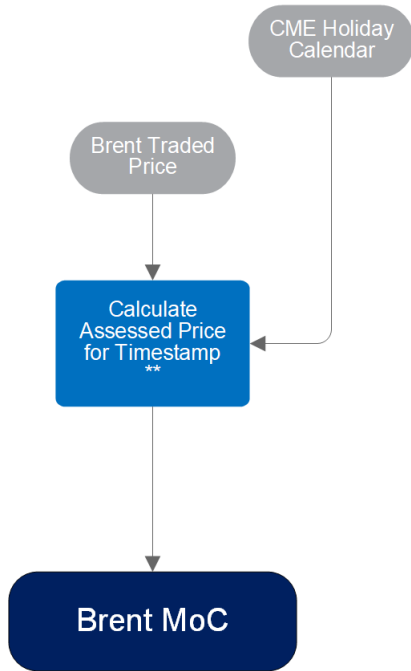 CME Holiday
Calendar
Brent Traded
Price
Calculate
Assessed Price
for Timestamp
**
Brent MoC